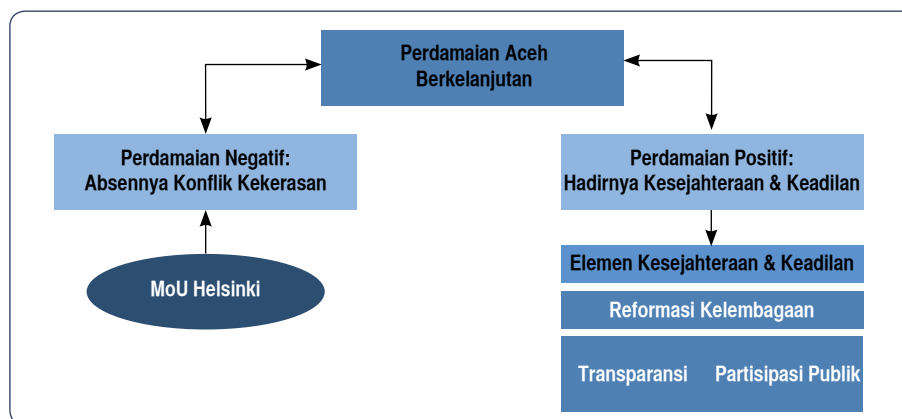 Perdamaian Aceh
Berkelanjutan
Perdamaian Negatif:
Absennya Konflik Kekerasan
Perdamaian Positif:
Hadirnya Kesejahteraan & Keadilan
MoU Helsinki
Elemen Kesejahteraan & Keadilan
Reformasi Kelembagaan
Transparansi Partisipasi Publik